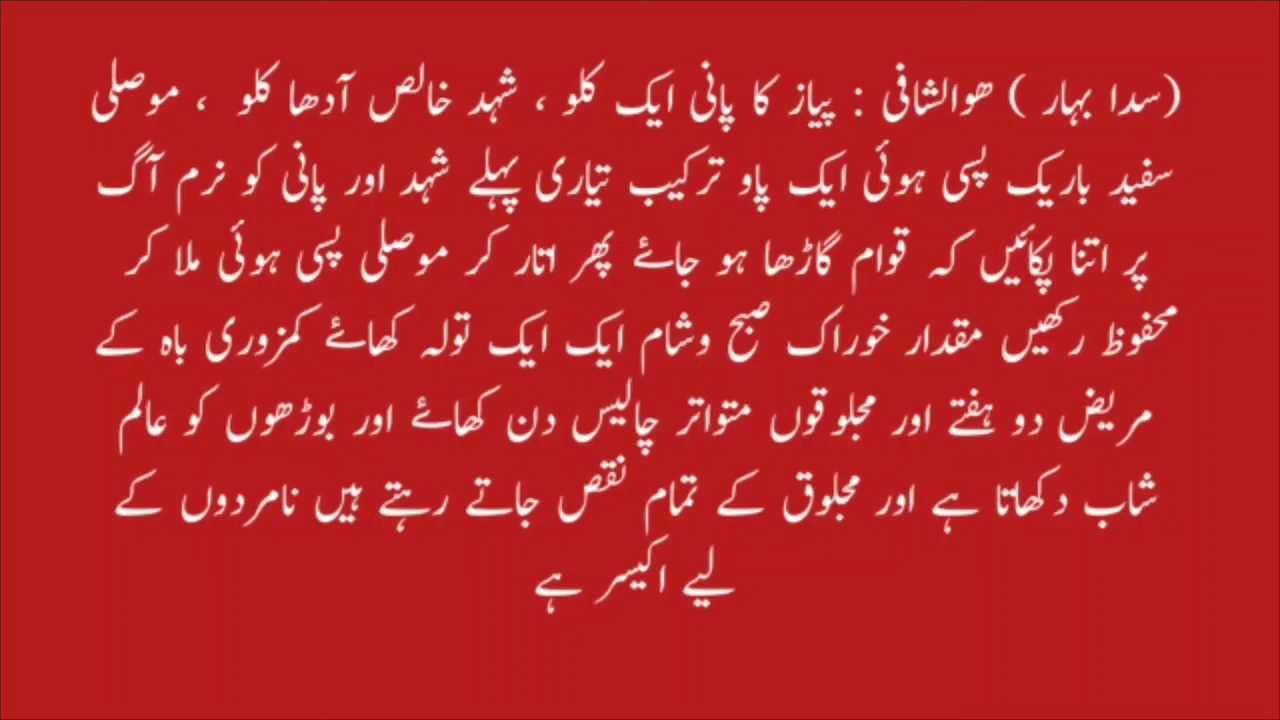 (سدا بہار ) ھوالشافی : پیاز کا پانی ایک کلو ، شہد خالص آدھا کلو ، موصلی
سفید باریک پسی ہوئی ایک پاو ترکیب تیاری پہلے شہد اور پانی کو نرم آگ
پر اتنا پکائیں کہ قوام گاڑھا ہو جائے پھر اتار کر موصلی پسی ہوئی ملا کر
محفوظ رکھیں مقدار خوراک صبح وشام ایک ایک تولہ کھائے کمزوری باہ کے
مریض دو ہفتے اور مجلوقوں متواتر چالیس دن کھائے اور بوڑھوں کو عالم
شاب دکھاتا ہے اور مجلوق کے تمام نقص جاتے رہتے ہیں نامردوں کے
لیے اکیسر ہے